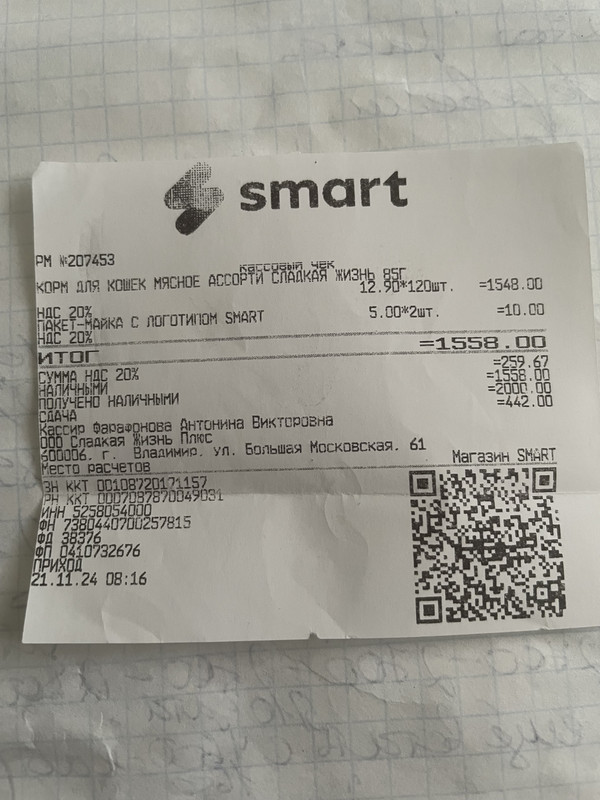 smart
РМ №207453
Кассовый чек
КОРМ ДЛЯ КОШЕК МЯСНОЕ АССОРТИ СЛАДКАЯ ЖИЗНЬ 85Г
12.90*120шт. =1548.00
НДС 20%
ПАКЕТ-МАЙКА С ЛОГОТИПОМ SMART 5.00*2шт. =10.00
НДС 20%
ИТОГ =1558.00
СУММА НДС 20% =259.67
НАЛИЧНЫМИ =1558.00
ПОЛУЧЕНО НАЛИЧНЫМИ =2000.00
СДАЧА =442.00
Кассир Фарафонова Антонина Викторовна
ООО Сладкая Жизнь Плюс
600006. г. Владимир. ул. Большая Московская. 61
Место расчетов Магазин SMART
ЗН ККТ 00108720171157
РН ККТ 0007087870049031
ИНН 5258054000
ФН 7380440700257815
ФД 38376
ФП 0410732676
ПРИХОД
21.11.24 08:16